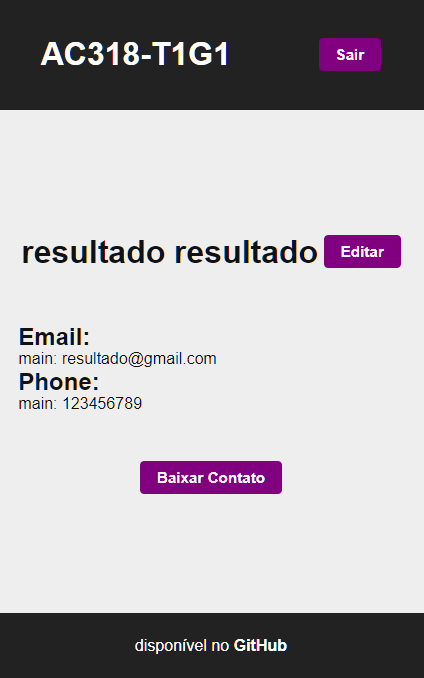 AC318-T1G1 Sair
resultado resultado Editar
Email:
main: resultado@gmail.com
Phone:
main: 123456789
Baixar Contato
disponível no GitHub